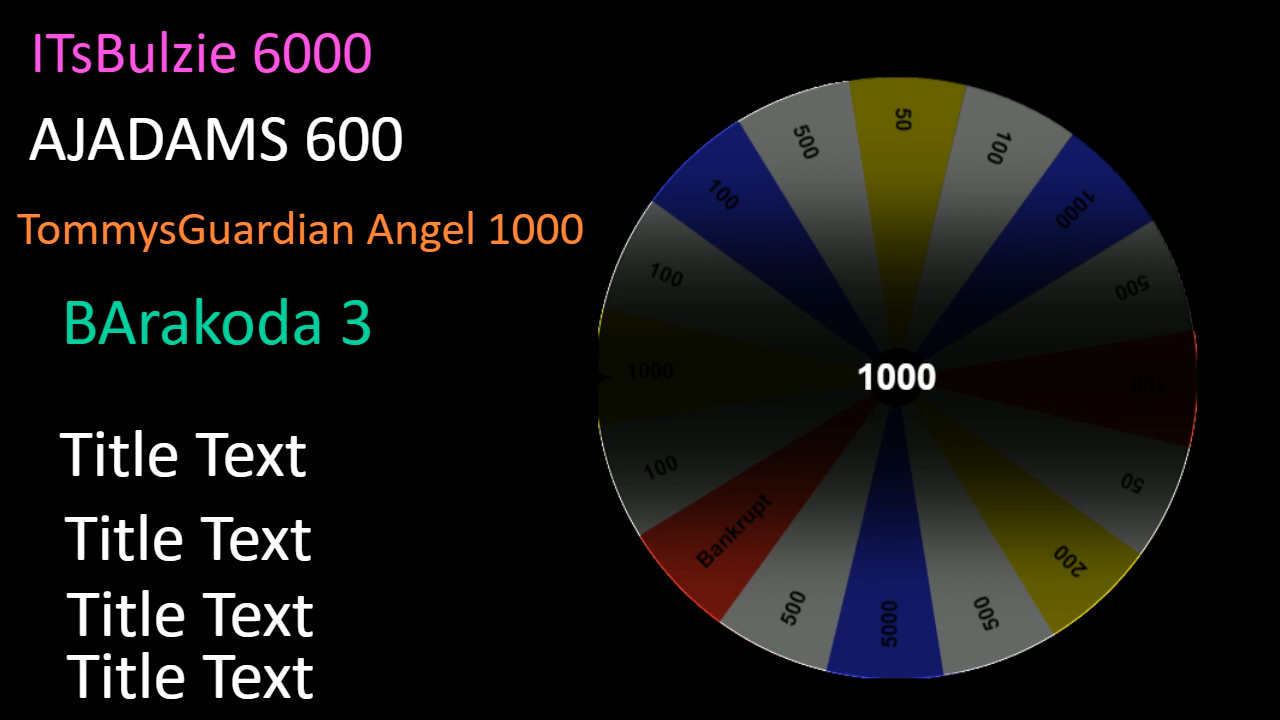 ITsBulzie 6000
AJADAMS 600
TommysGuardian Angel 1000
BArakoda 3
Title Text
Title Text
Title Text
Title Text
50
100
1000
500
100
50
200
500
5000
500
Bankrupt
100
1000
100
100
500
1000